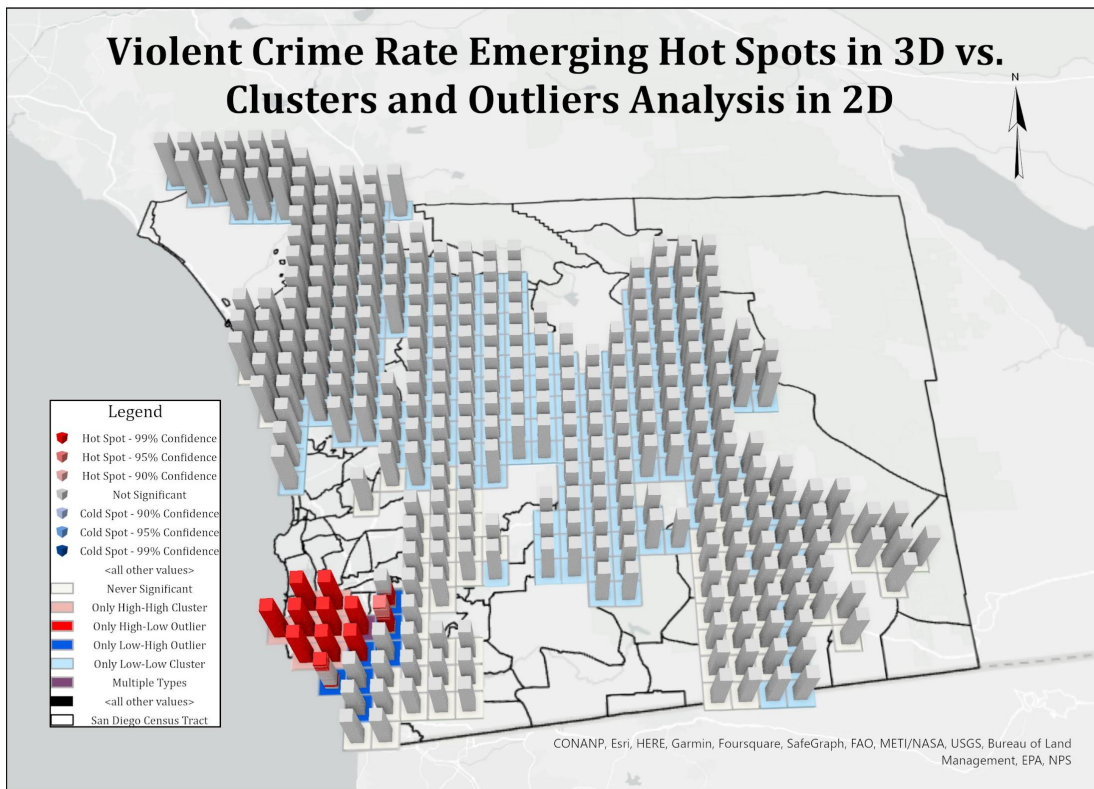 Violent Crime Rate Emerging Hot Spots in 3D vs.
Clusters and Outliers Analysis in 2D
N
Legend
Hot Spot - 99% Confidence
Hot Spot - 95% Confidence
Hot Spot - 90% Confidence
Not Significant
Cold Spot - 90% Confidence
Cold Spot - 95% Confidence
Cold Spot - 99% Confidence
<all other values>
Never Significant
Only High-High Cluster
Only High-Low Outlier
Only Low-High Outlier
Only Low-Low Cluster
Multiple Types
<all other values>
San Diego Census Tract
CONANP, Esri, HERE, Garmin, Foursquare, SafeGraph, FAO, METI/NASA, USGS, Bureau of Land
Management, EPA, NPS